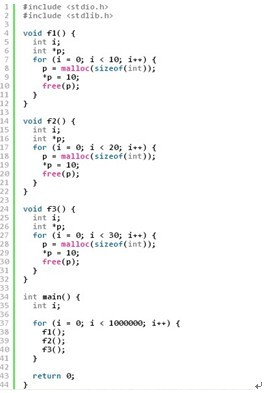 1 #include <stdio.h>
2 #include <stdlib.h>
3
4 void f1() {
5 int i;
6 int *p;
7 for (i = 0; i < 10; i++) {
8 p = malloc(sizeof(int));
9 *p = 10;
10 free(p);
11 }
12 }
13
14 void f2() {
15 int i;
16 int *p;
17 for (i = 0; i < 20; i++) {
18 p = malloc(sizeof(int));
19 *p = 10;
20 free(p);
21 }
22 }
23
24 void f3() {
25 int i;
26 int *p;
27 for (i = 0; i < 30; i++) {
28 p = malloc(sizeof(int));
29 *p = 10;
30 free(p);
31 }
32 }
33
34 int main() {
35 int i;
36
37 for (i = 0; i < 1000000; i++) {
38 f1();
39 f2();
40 f3();
41 }
42
43 return 0;
44 }